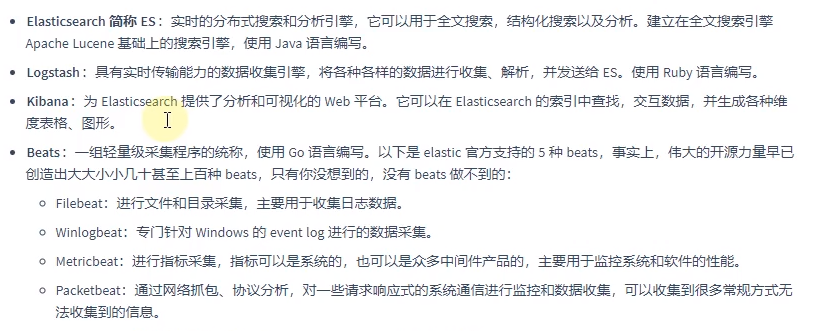 Elasticsearch 简称 ES：实时的分布式搜索和分析引擎，它可以用于全文搜索，结构化搜索以及分析。建立在全文搜索引擎
Apache Lucene 基础上的搜索引擎，使用 Java 语言编写。
Logstash：具有实时传输能力的数据收集引擎，将各种各样的数据进行收集、解析，并发送给 ES。使用 Ruby 语言编写。
Kibana：为 Elasticsearch 提供了分析和可视化的 Web 平台。它可以在 Elasticsearch 的索引中查找，交互数据，并生成各种维
度表格、图形。
Beats：一组轻量级采集程序的统称，使用 Go 语言编写。以下是 elastic 官方支持的 5 种 beats，事实上，伟大的开源力量早已
创造出大大小小几十甚至上百种 beats，只有你没想到的，没有 beats 做不到的：
Filebeat：进行文件和目录采集，主要用于收集日志数据。
Winlogbeat：专门针对 Windows 的 event log 进行的数据采集。
Metricbeat：进行指标采集，指标可以是系统的，也可以是众多中间件产品的，主要用于监控系统和软件的性能。
Packetbeat：通过网络抓包、协议分析，对一些请求响应式的系统通信进行监控和数据收集，可以收集到很多常规方式无
法收集到的信息。